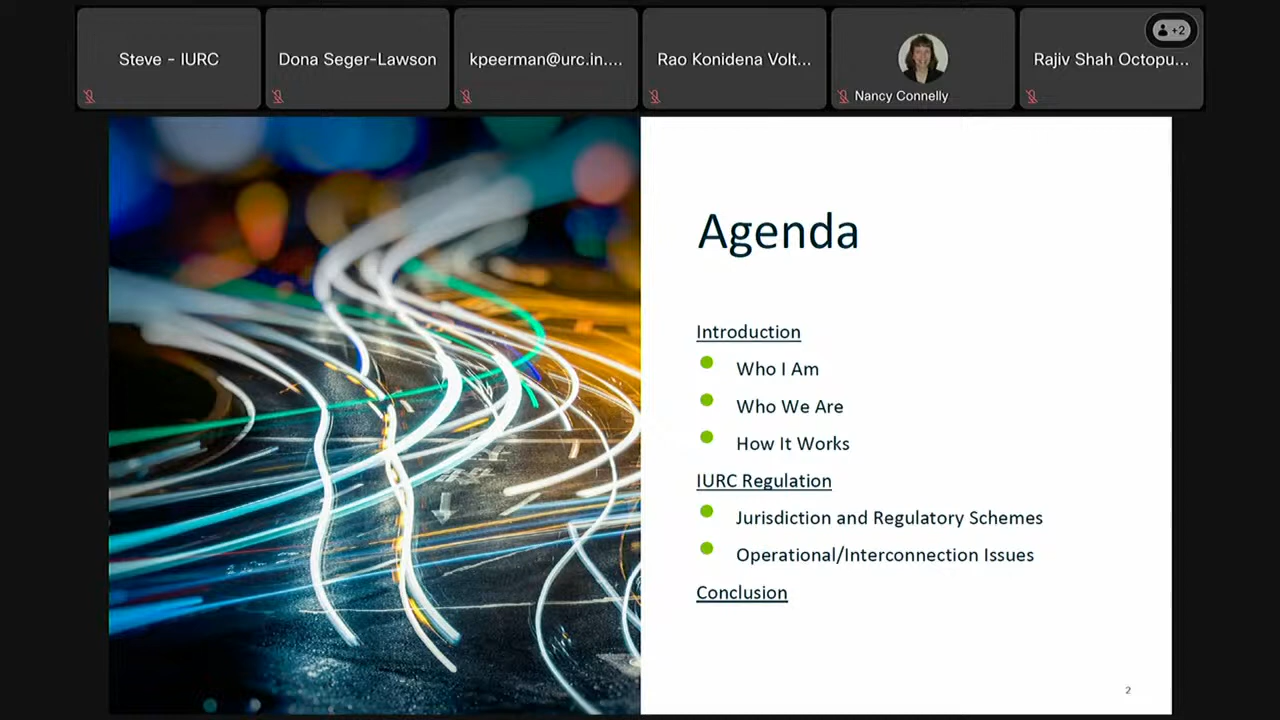 Steve - IURC
Dona Seger-Lawson
kpeerman@urc.in....
Rao Konidena Volt...
Nancy Connelly
+2
Rajiv Shah Octopu...
Agenda
Introduction
Who I Am
Who We Are
How It Works
IURC Regulation
Jurisdiction and Regulatory Schemes
Operational/Interconnection Issues
Conclusion
2